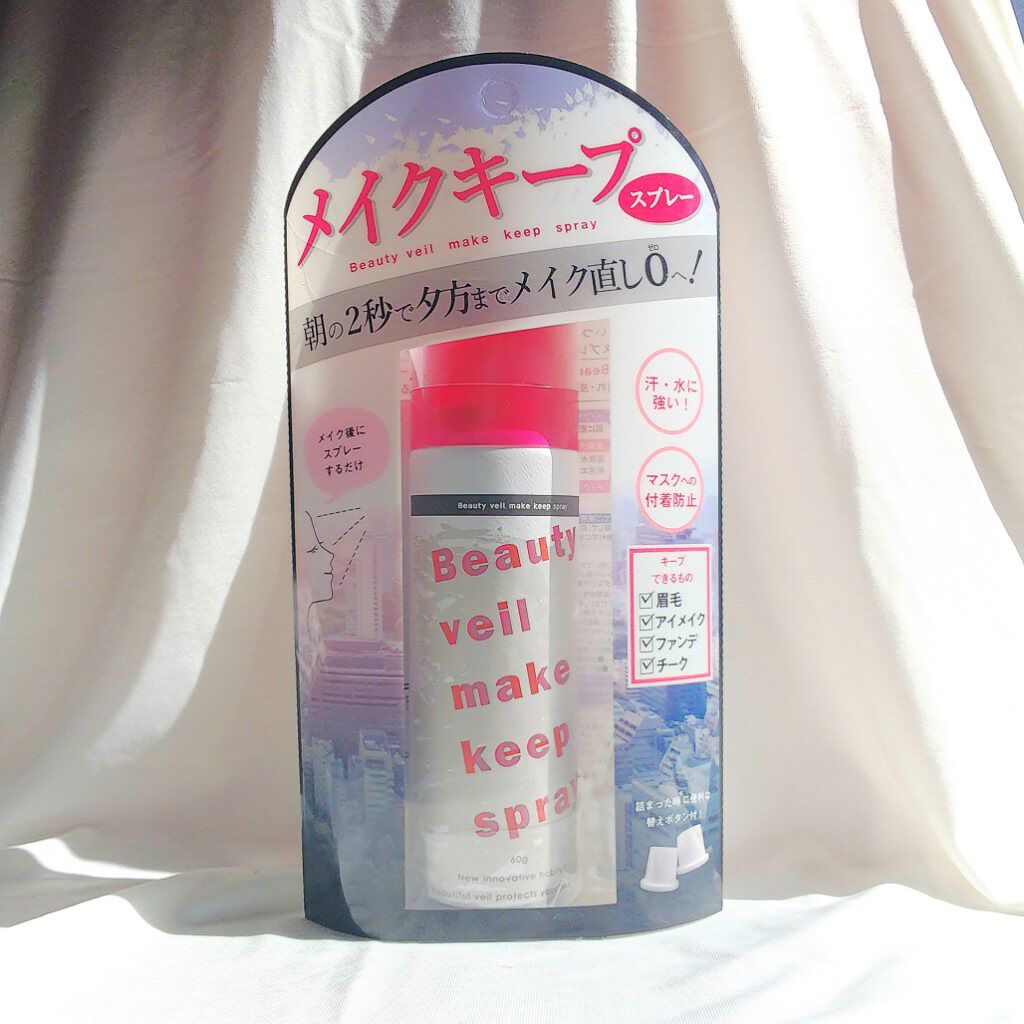 メイクキープ
スプレー
Beauty veil make keep spray
朝の2秒で夕方までメイク直し0へ!
ゼロ
メイク後に
スプレー
するだけ
汗・水に
強い!
マスクへの
付着防止
キープ
できるもの
眉毛
アイメイク
ファンデ
チーク
詰まった時に便利な
替えボタン付!
Beauty veil make keep spray
Beauty
veil
make
keep
spray
60g
New innovative
Beautiful veil protects